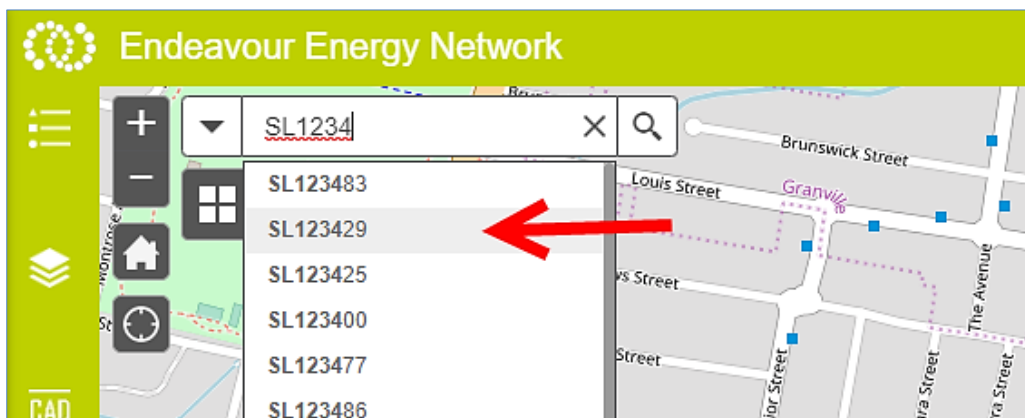 Endeavour Energy Network
SL1234
SL123483
SL123429
SL123425
SL123400
SL123477
SL123486
CAD
Brunswick Street
Louis Street
Granville
Street
The Avenue
Street